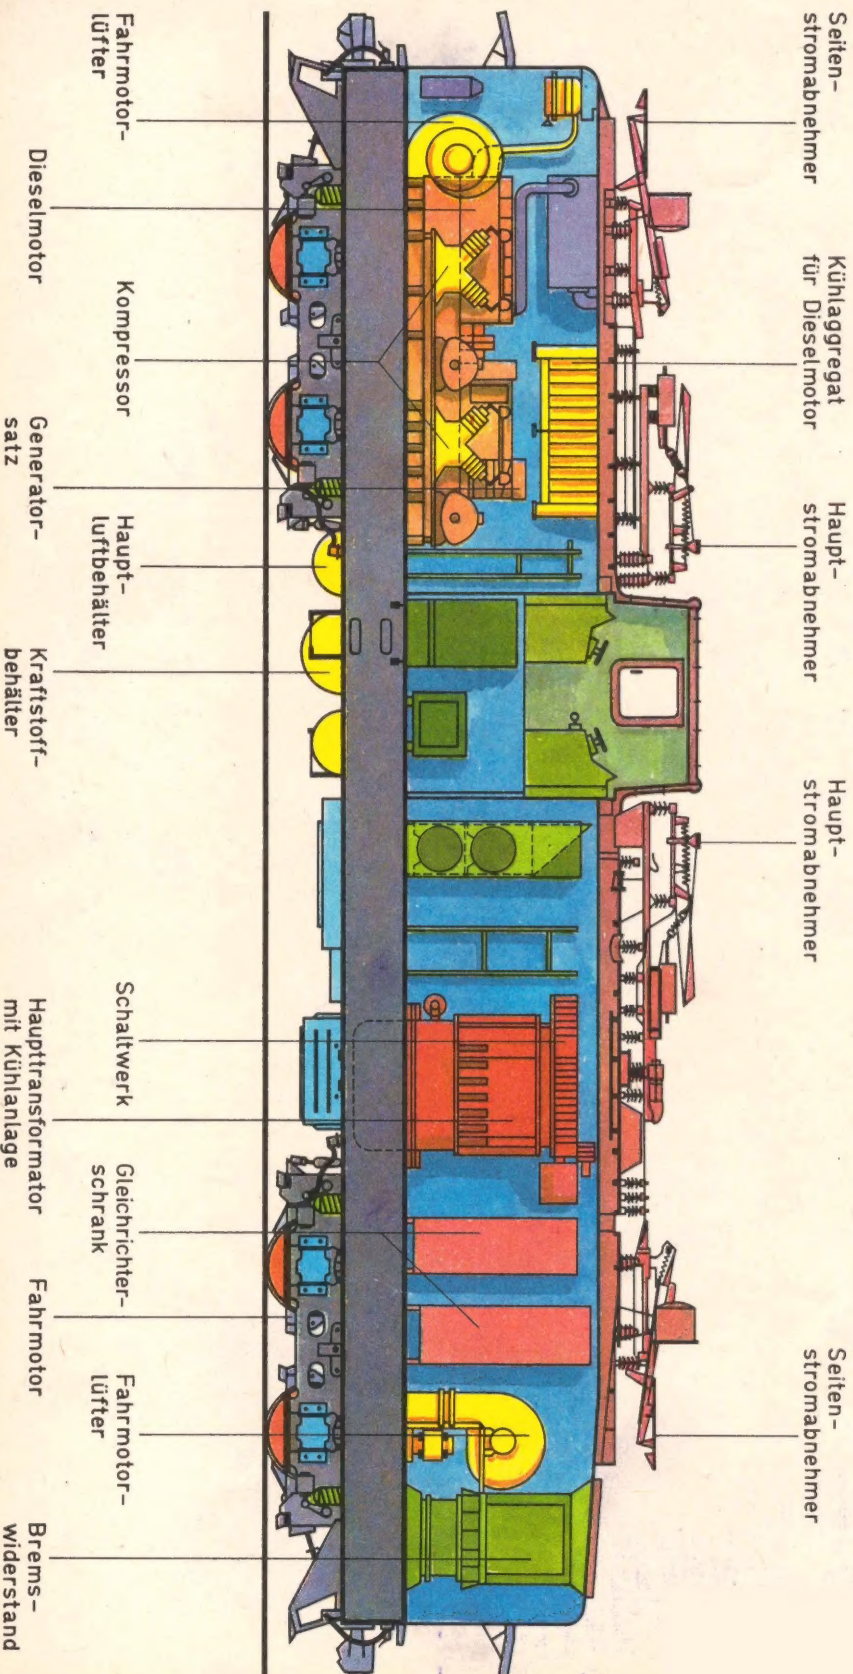 Seiten-
stromabnehmer
Kühlaggregat
für Dieselmotor
Haupt-
stromabnehmer
Haupt-
stromabnehmer
Seiten-
stromabnehmer
Fahrmotor-
lüfter
Dieselmotor
Kompressor
Generator-
satz
Haupt-
luftbehälter
Kraftstoff-
behälter
Schaltwerk
Haupttransformator
mit Kühlanlage
Gleichrichter-
schrank
Fahrmotor
Fahrmotor-
lüfter
Brems-
widerstand